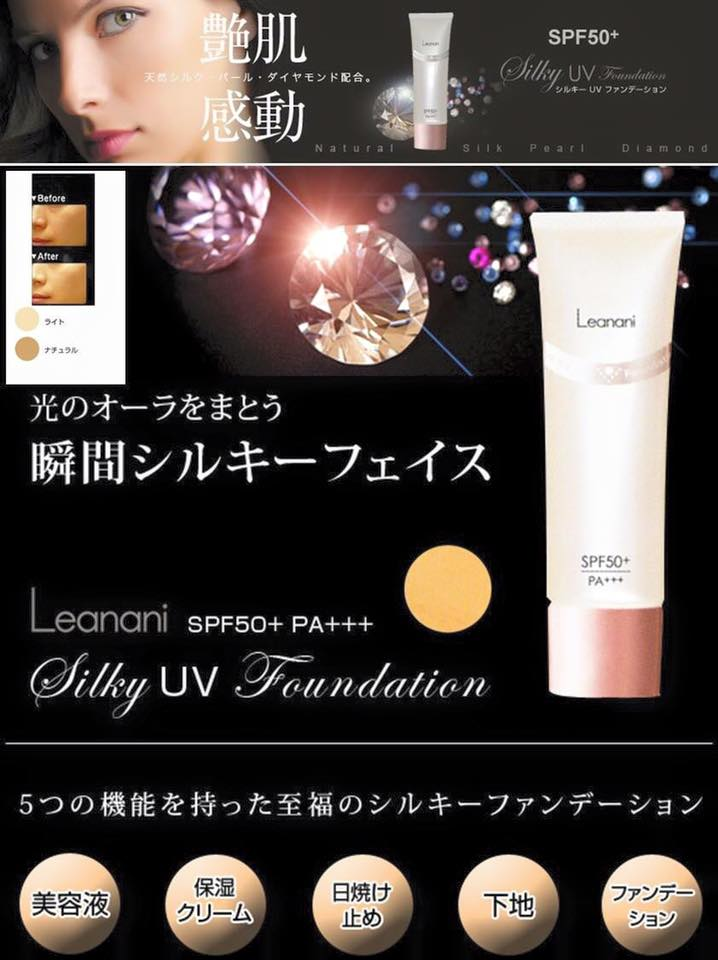 艶肌
天然シルク・パール・ダイヤモンド配合。
感動
Leanani
SPF50+
Silky UV Foundation
シルキー UV ファンデーション
Natural Silk Pearl Diamond
▼Before
▼After
ライト
ナチュラル
Leanani
SPF50+
PA+++
光のオーラをまとう
瞬間シルキーフェイス
Leanani SPF50+ PA+++
Silky UV Foundation
5つの機能を持った至福のシルキーファンデーション
美容液
保湿
クリーム
日焼け
止め
下地
ファンデー
ション